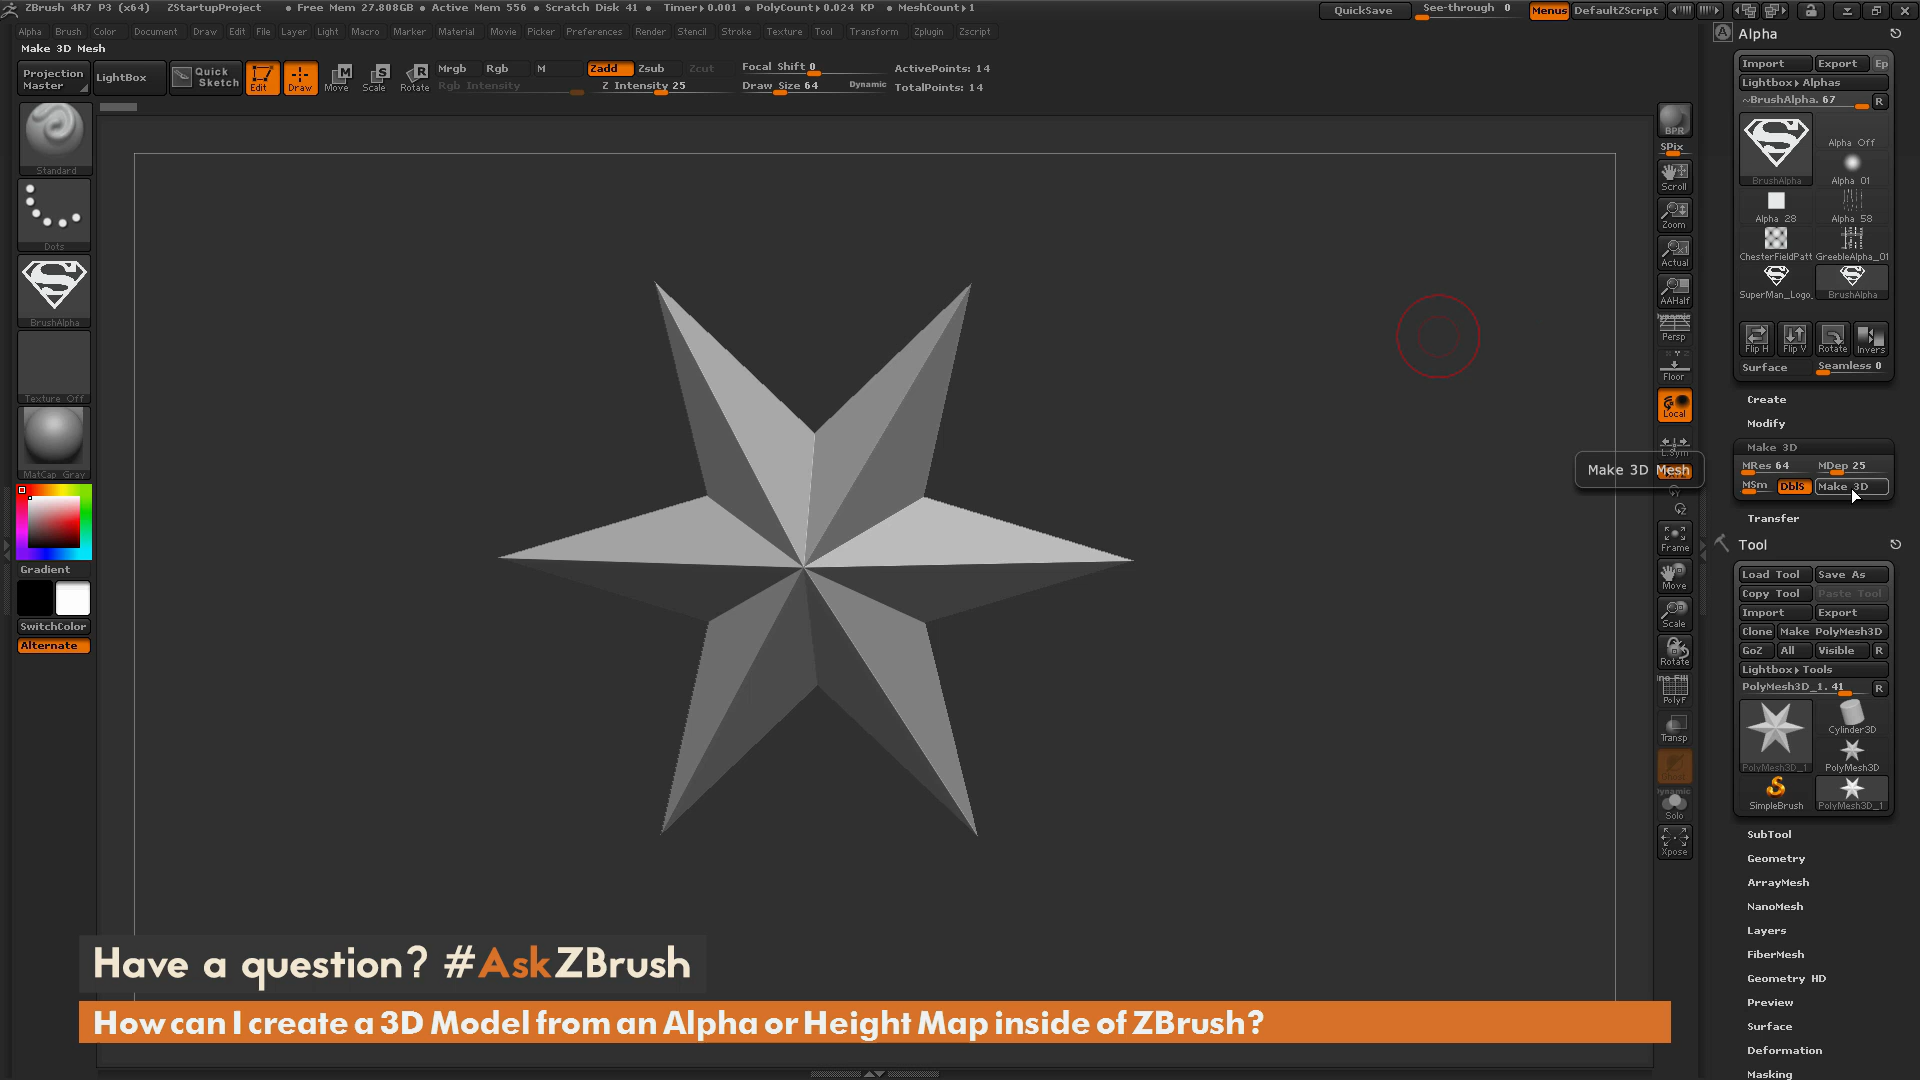 ZBrush 4R7 P3 (x64) ZStartupProject • Free Mem 27.808GB • Active Mem 556 • Scratch Disk 41 • Timer▸0.001 • PolyCount▸0.024 KP • MeshCount▸1 QuickSave See-through 0 Menus DefaultZScript
Alpha Brush Color Document Draw Edit File Layer Light Macro Marker Material Movie Picker Preferences Render Stencil Stroke Texture Tool Transform Zplugin Zscript
Make 3D Mesh
Projection Master
LightBox
Quick Sketch
Edit
Draw
Move
Scale
Rotate
Mrgb Rgb M
Rgb Intensity
Zadd Zsub Zcut
Z Intensity 25
Focal Shift 0
Draw Size 64 Dynamic
ActivePoints: 14
TotalPoints: 14
Standard
Dots
BrushAlpha
Texture Off
MatCap Gray
Gradient
SwitchColor
Alternate
BPR
SPix
Scroll
Zoom
Actual
AAHalf
Dynamic
Persp
Floor
Local
L.Sym
Frame
Move
Scale
Rotate
PolyF
Transp
Ghost
Dynamic
Solo
Xpose
Make 3D Mesh
Alpha
Import Export Ep
Lightbox▸Alphas
~BrushAlpha. 67 R
BrushAlpha
Alpha Off
Alpha 01
Alpha 28 Alpha 58
ChesterFieldPatt GreebleAlpha_01
SuperMan_Logo_ BrushAlpha
Flip H Flip V Rotate Invers
Surface Seamless 0
Create
Modify
Make 3D
MRes 64 MDep 25
MSm DblS Make 3D
Transfer
Tool
Load Tool Save As
Copy Tool Paste Tool
Import Export
Clone Make PolyMesh3D
GoZ All Visible R
Lightbox▸Tools
PolyMesh3D_1. 41 R
PolyMesh3D_1
Cylinder3D
PolyMesh3D
SimpleBrush PolyMesh3D_1
SubTool
Geometry
ArrayMesh
NanoMesh
Layers
FiberMesh
Geometry HD
Preview
Surface
Deformation
Masking
Have a question? #AskZBrush
How can I create a 3D Model from an Alpha or Height Map inside of ZBrush?